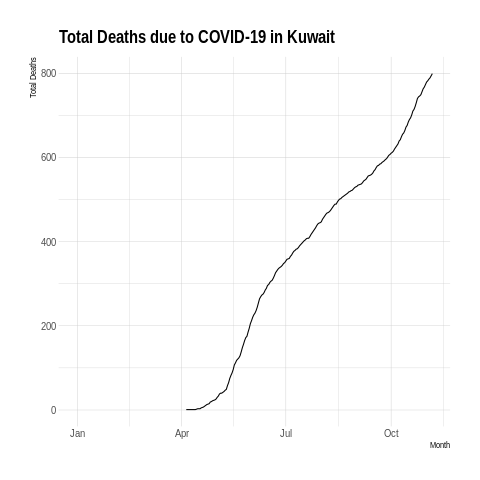 Total Deaths due to COVID-19 in Kuwait
Total Deaths
800
600
400
200
0
Jan Apr Jul Oct
Month